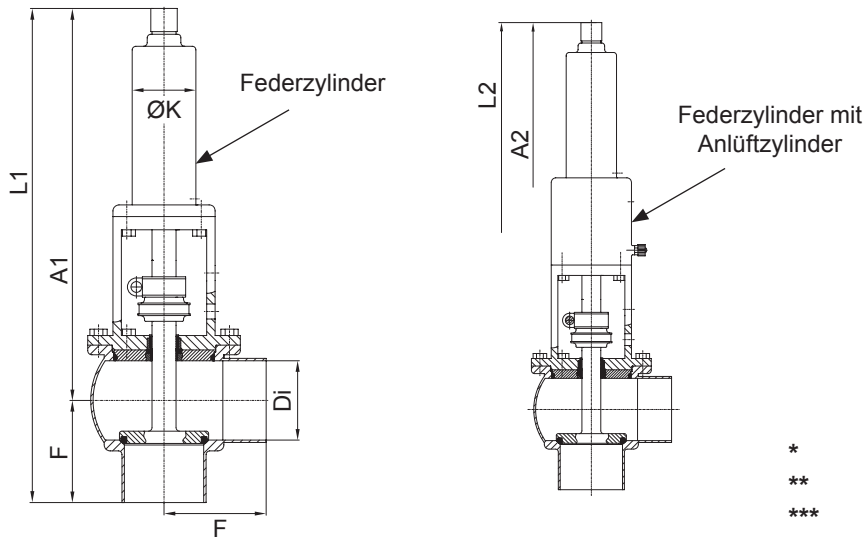 L1
A1
F
ØK
Federzylinder
Di
F
L2
A2
Federzylinder mit
Anlüftzylinder
*
**
***